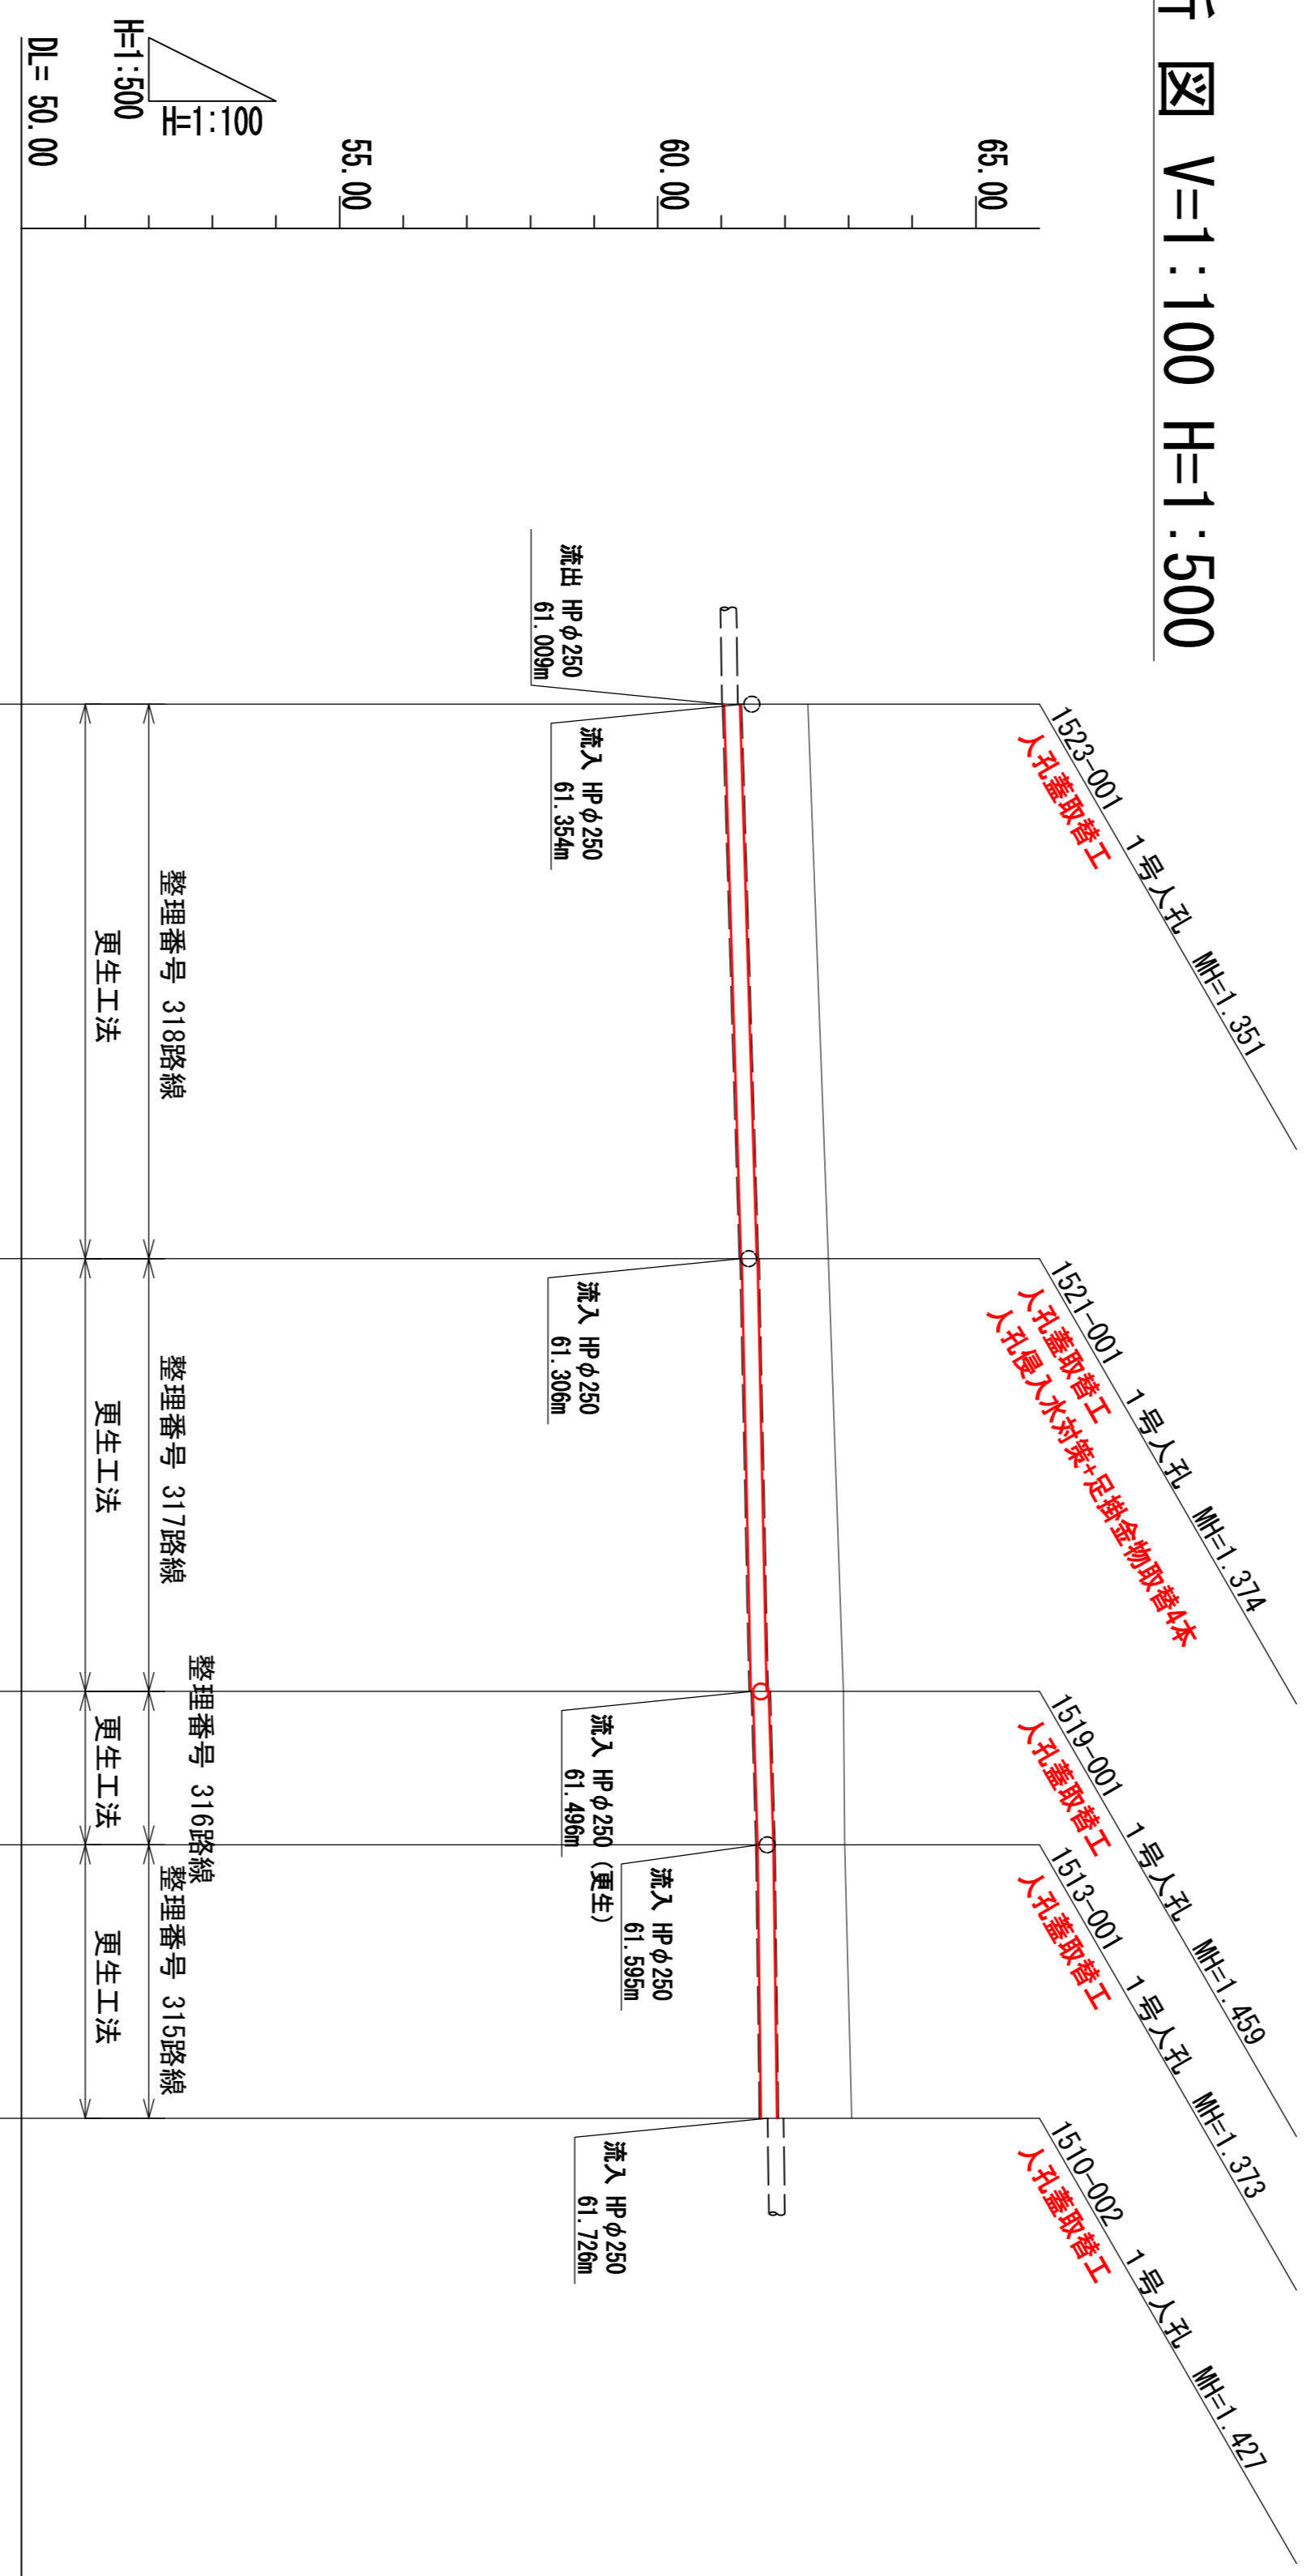 図 V=1:100 H=1:500
1523-001 1号人孔 MH=1.351
人孔蓋取替工
1521-001 1号人孔 MH=1.374
人孔蓋取替工
人孔侵入水対策+足掛金物取替4本
1519-001 1号人孔 MH=1.459
人孔蓋取替工
1513-001 1号人孔 MH=1.373
人孔蓋取替工
1510-002 1号人孔 MH=1.427
人孔蓋取替工
65.00
60.00
55.00
流出 HPφ250
61.009m
流入 HPφ250
61.354m
流入 HPφ250
61.306m
流入 HPφ250(更生)
61.496m
流入 HPφ250
61.595m
流入 HPφ250
61.726m
H=1:100
H=1:500
整理番号 318路線
整理番号 317路線
整理番号 316路線
整理番号 315路線
更生工法
更生工法
更生工法
更生工法
DL= 50.00